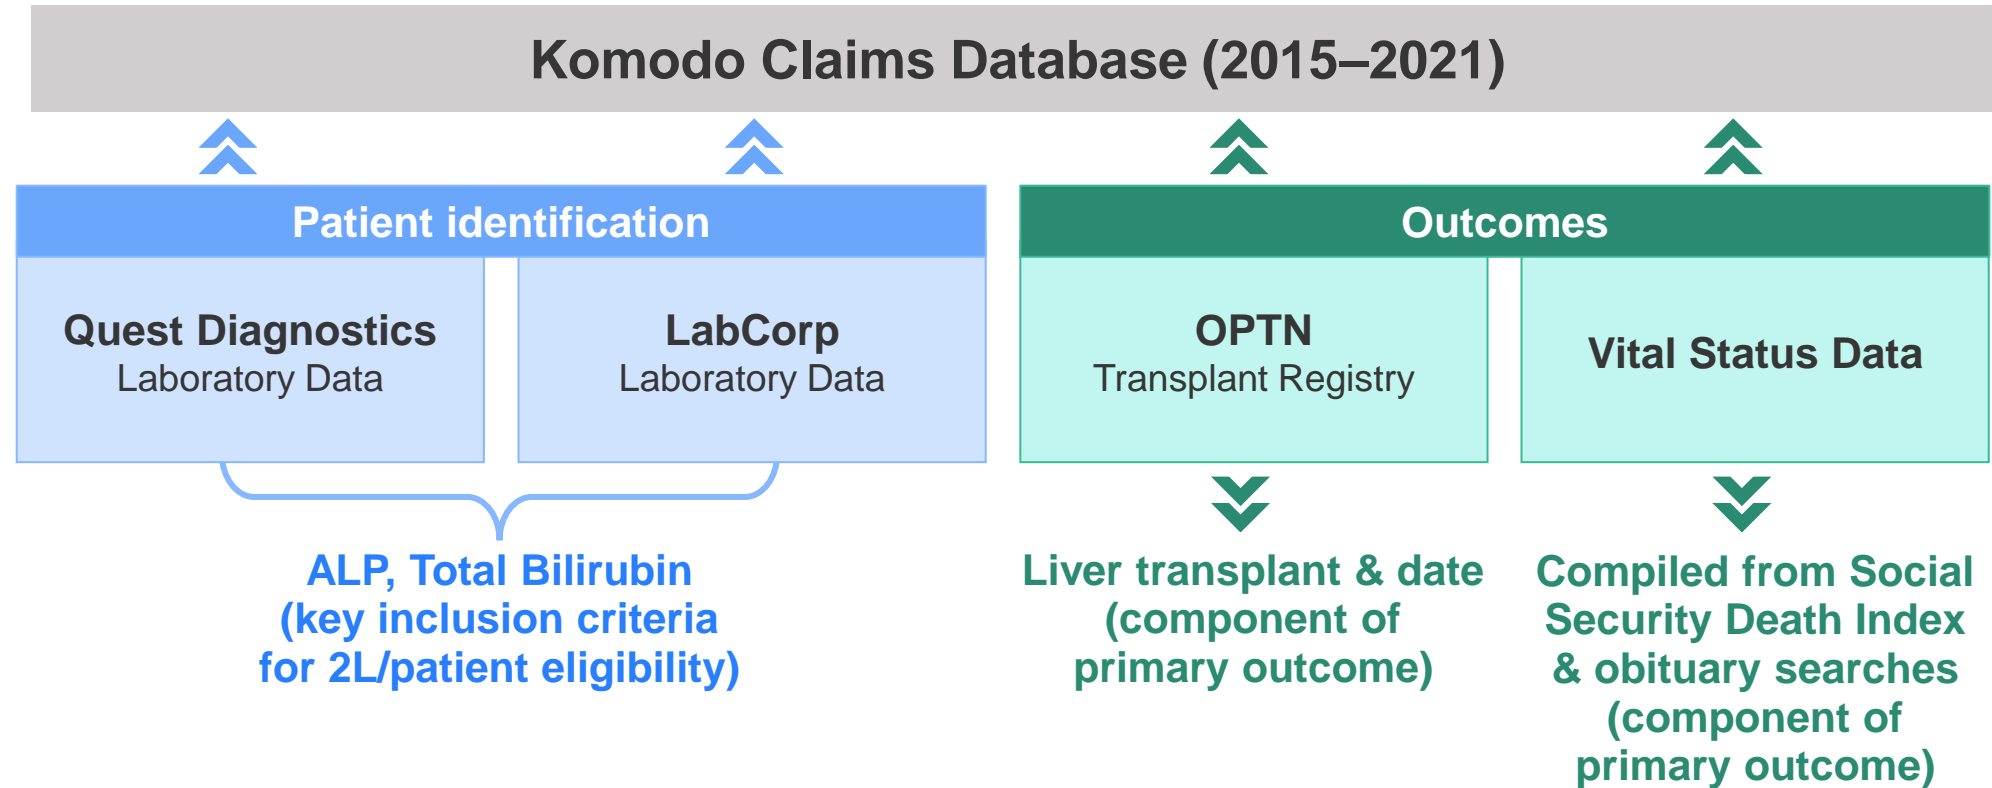 Komodo Claims Database (2015–2021)
Patient identification
Quest Diagnostics
Laboratory Data
LabCorp
Laboratory Data
ALP, Total Bilirubin
(key inclusion criteria
for 2L/patient eligibility)
Outcomes
OPTN
Transplant Registry
Vital Status Data
Liver transplant & date
(component of
primary outcome)
Compiled from Social
Security Death Index
& obituary searches
(component of
primary outcome)